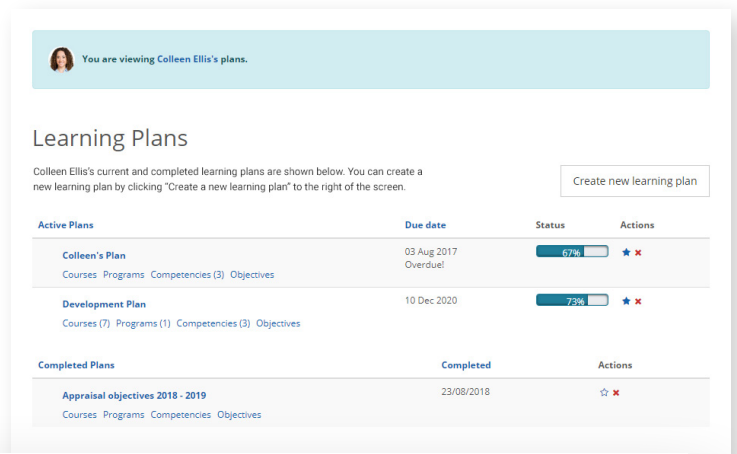 You are viewing Colleen Ellis's plans.
Learning Plans
Colleen Ellis's current and completed learning plans are shown below. You can create a
new learning plan by clicking "Create a new learning plan" to the right of the screen.
Create new learning plan
Active Plans Due date Status Actions
Colleen's Plan 03 Aug 2017 67%
Overdue!
Courses Programs Competencies (3) Objectives
Development Plan 10 Dec 2020 73%
Courses (7) Programs (1) Competencies (3) Objectives
Completed Plans Completed Actions
Appraisal objectives 2018 - 2019 23/08/2018
Courses Programs Competencies Objectives